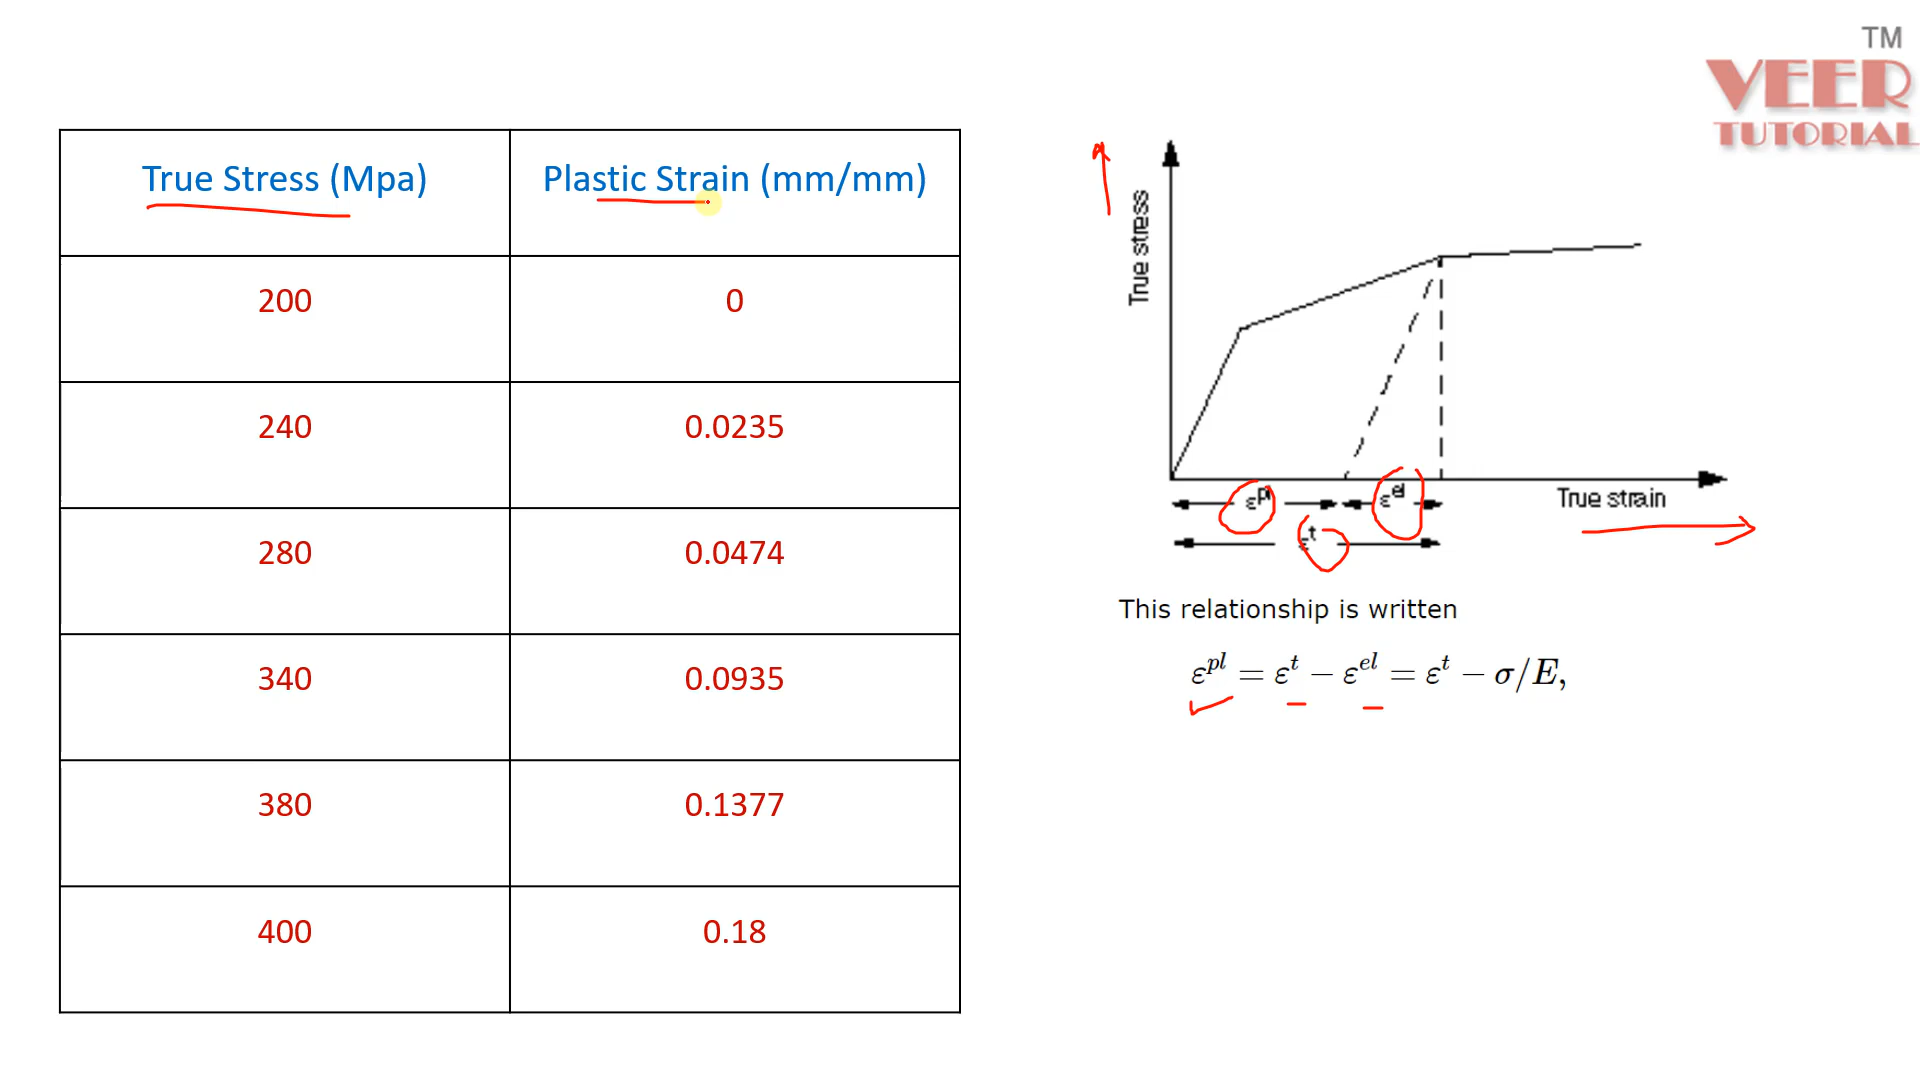 TM
VEER
TUTORIAL
True Stress (Mpa) Plastic Strain (mm/mm)
200 0
240 0.0235
280 0.0474
340 0.0935
380 0.1377
400 0.18
True stress
True strain
εᵖˡ εᵉˡ
εᵗ
This relationship is written
εᵖˡ = εᵗ − εᵉˡ = εᵗ − σ/E,